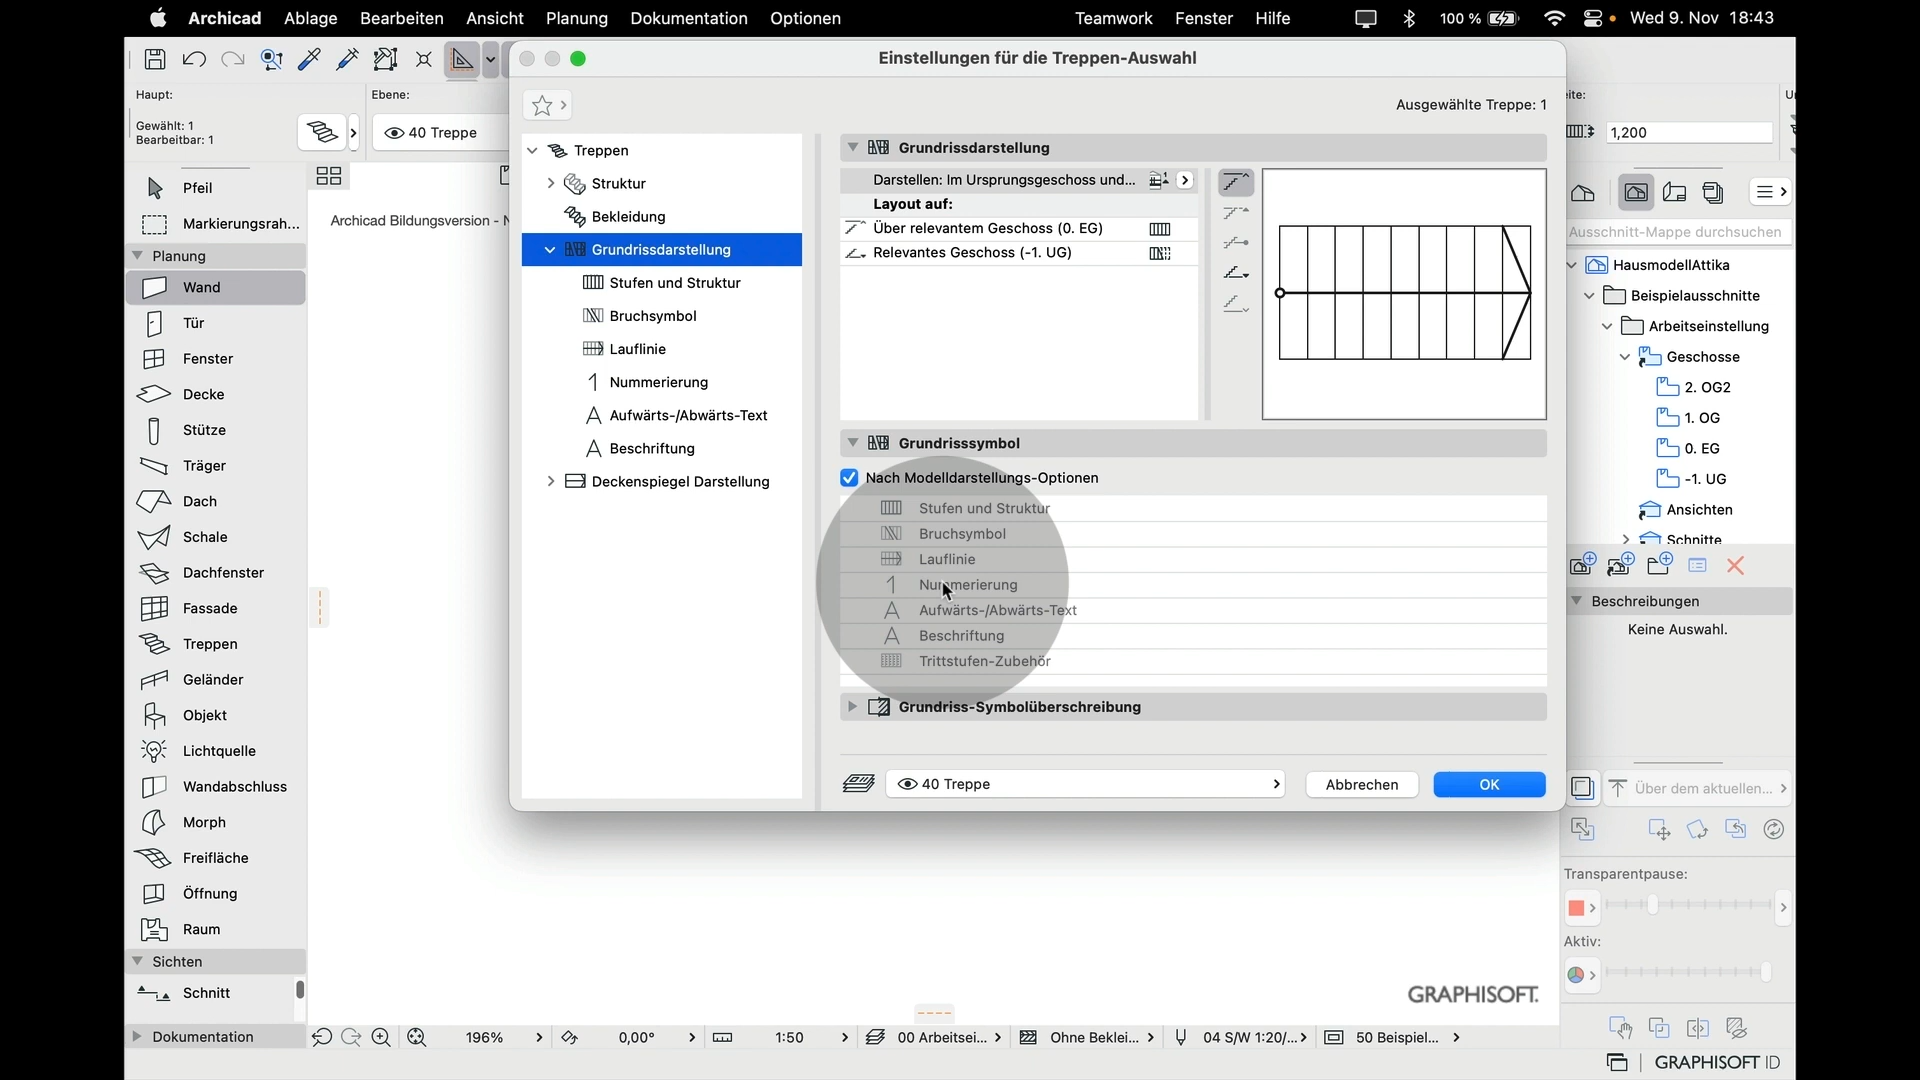 Archicad Ablage Bearbeiten Ansicht Planung Dokumentation Optionen Teamwork Fenster Hilfe 100 % Wed 9. Nov 18:43
Einstellungen für die Treppen-Auswahl
Haupt:
Ebene:
Gewählt: 1
Bearbeitbar: 1
40 Treppe
Ausgewählte Treppe: 1
eite:
1,200
Pfeil
Markierungsrah...
Planung
Wand
Tür
Fenster
Decke
Stütze
Träger
Dach
Schale
Dachfenster
Fassade
Treppen
Geländer
Objekt
Lichtquelle
Wandabschluss
Morph
Freifläche
Öffnung
Raum
Sichten
Schnitt
Dokumentation
Archicad Bildungsversion - N
Treppen
Struktur
Bekleidung
Grundrissdarstellung
Stufen und Struktur
Bruchsymbol
Lauflinie
Nummerierung
Aufwärts-/Abwärts-Text
Beschriftung
Deckenspiegel Darstellung
Grundrissdarstellung
Darstellen: Im Ursprungsgeschoss und...
Layout auf:
Über relevantem Geschoss (0. EG)
Relevantes Geschoss (-1. UG)
Grundrisssymbol
Nach Modelldarstellungs-Optionen
Stufen und Struktur
Bruchsymbol
Lauflinie
Nummerierung
Aufwärts-/Abwärts-Text
Beschriftung
Trittstufen-Zubehör
Grundriss-Symbolüberschreibung
40 Treppe
Abbrechen
OK
Ausschnitt-Mappe durchsuchen
HausmodellAttika
Beispielausschnitte
Arbeitseinstellung
Geschosse
2. OG2
1. OG
0. EG
-1. UG
Ansichten
Schnitte
Beschreibungen
Keine Auswahl.
Über dem aktuellen...
Transparentpause:
Aktiv:
GRAPHISOFT.
196% 0,00° 1:50 00 Arbeitsei... Ohne Beklei... 04 S/W 1:20/... 50 Beispiel...
GRAPHISOFT ID